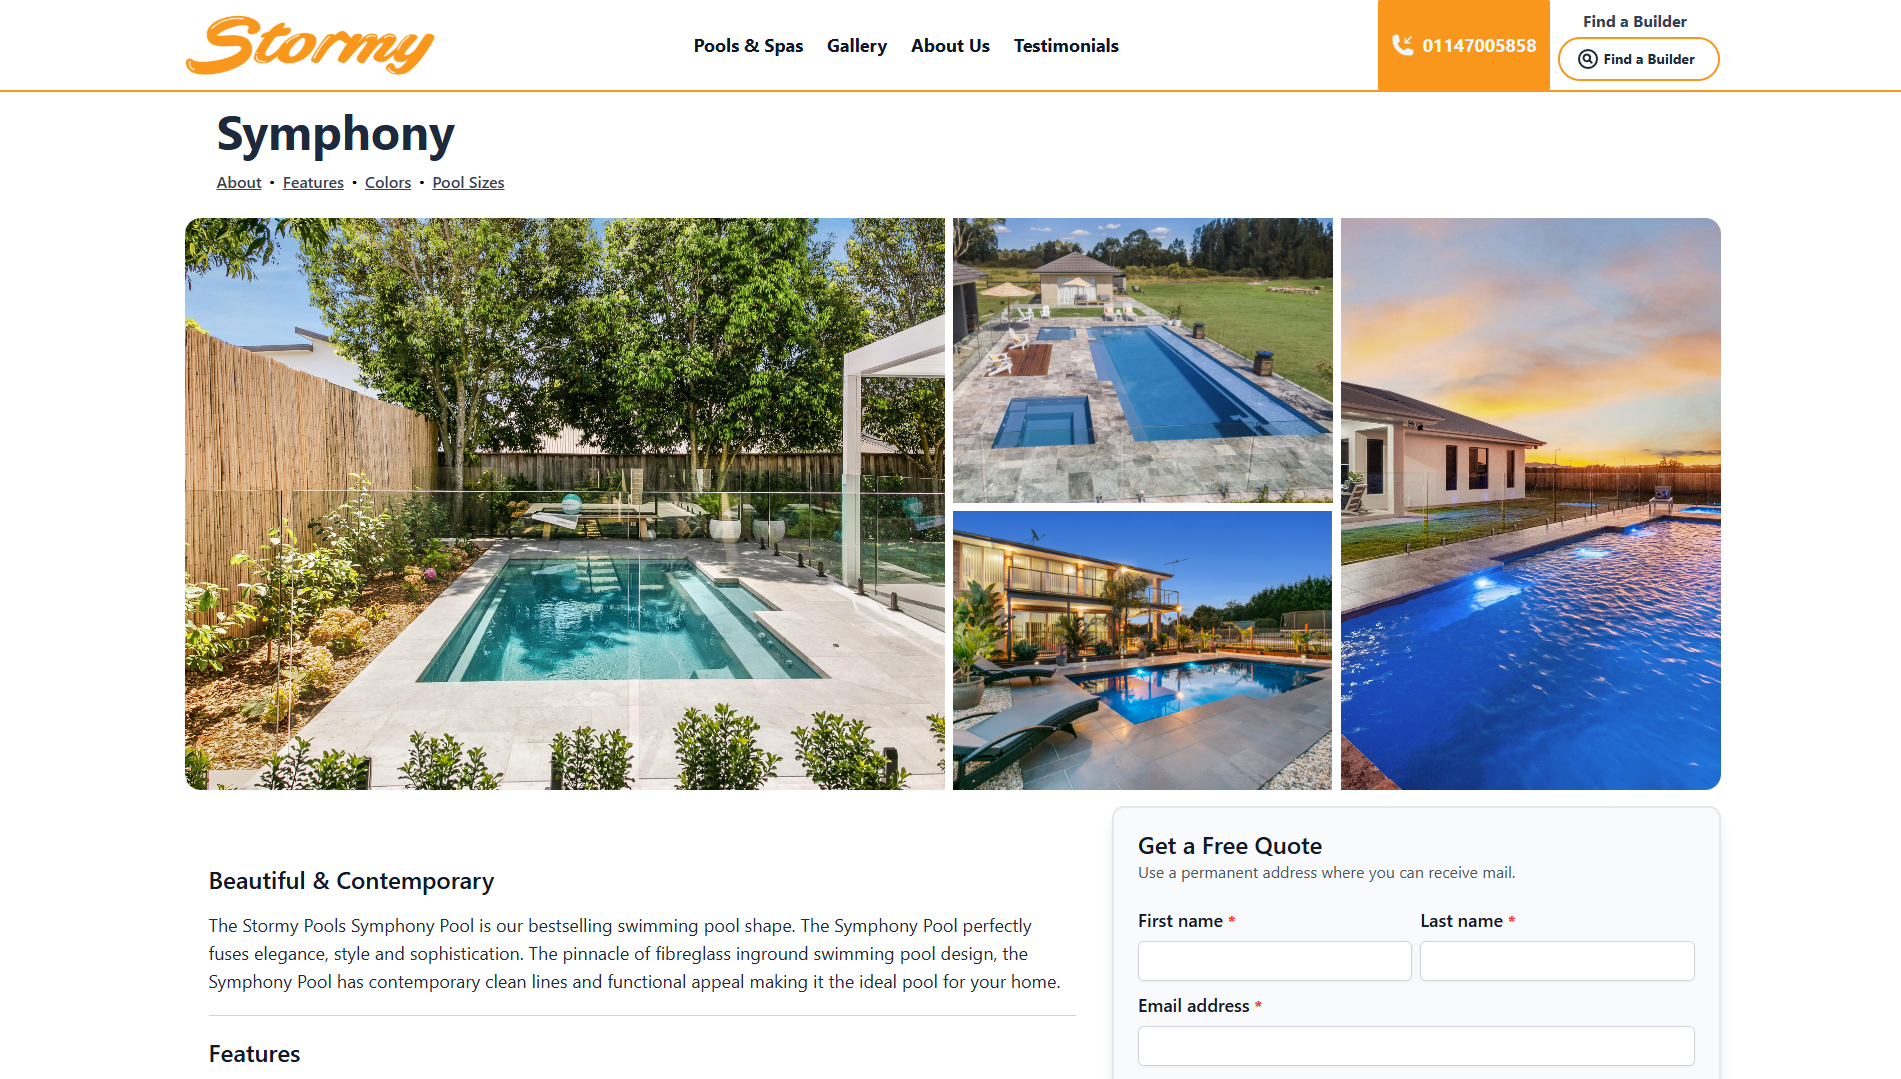 Stormy
Pools & Spas Gallery About Us Testimonials
01147005858
Find a Builder
Find a Builder
Symphony
About • Features • Colors • Pool Sizes
Beautiful & Contemporary
The Stormy Pools Symphony Pool is our bestselling swimming pool shape. The Symphony Pool perfectly
fuses elegance, style and sophistication. The pinnacle of fibreglass inground swimming pool design, the
Symphony Pool has contemporary clean lines and functional appeal making it the ideal pool for your home.
Features
Get a Free Quote
Use a permanent address where you can receive mail.
First name *
Last name *
Email address *